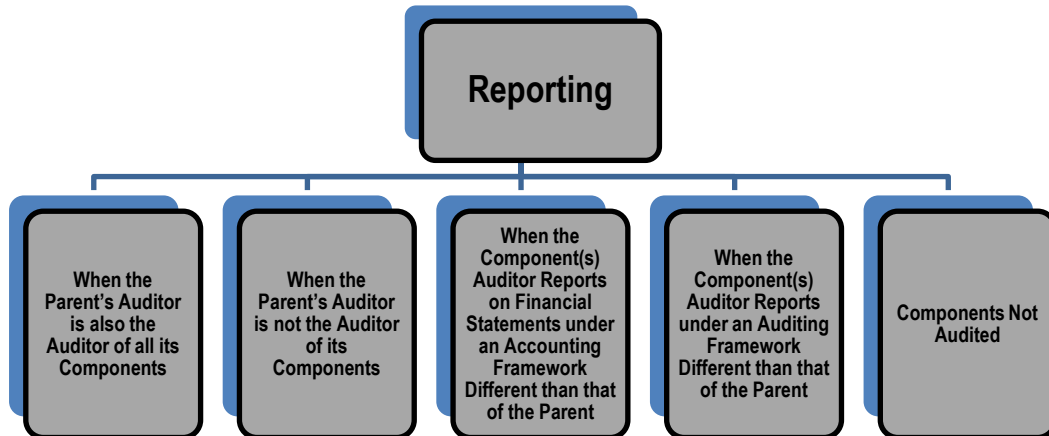 Reporting
When the
Parent’s Auditor
is also the
Auditor of all its
Components
When the
Parent’s Auditor
is not the Auditor
of its
Components
When the
Component(s)
Auditor Reports
on Financial
Statements under
an Accounting
Framework
Different than that
of the Parent
When the
Component(s)
Auditor Reports
under an Auditing
Framework
Different than that
of the Parent
Components Not
Audited